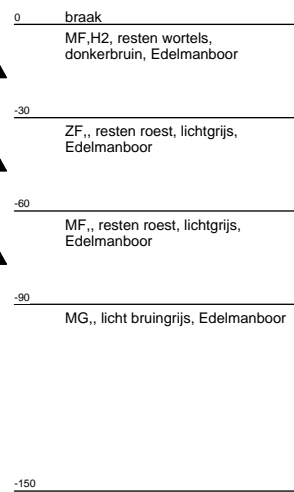 0 braak
MF,H2, resten wortels,
donkerbruin, Edelmanboor
-30
ZF,, resten roest, lichtgrijs,
Edelmanboor
-60
MF,, resten roest, lichtgrijs,
Edelmanboor
-90
MG,, licht bruingrijs, Edelmanboor
-150